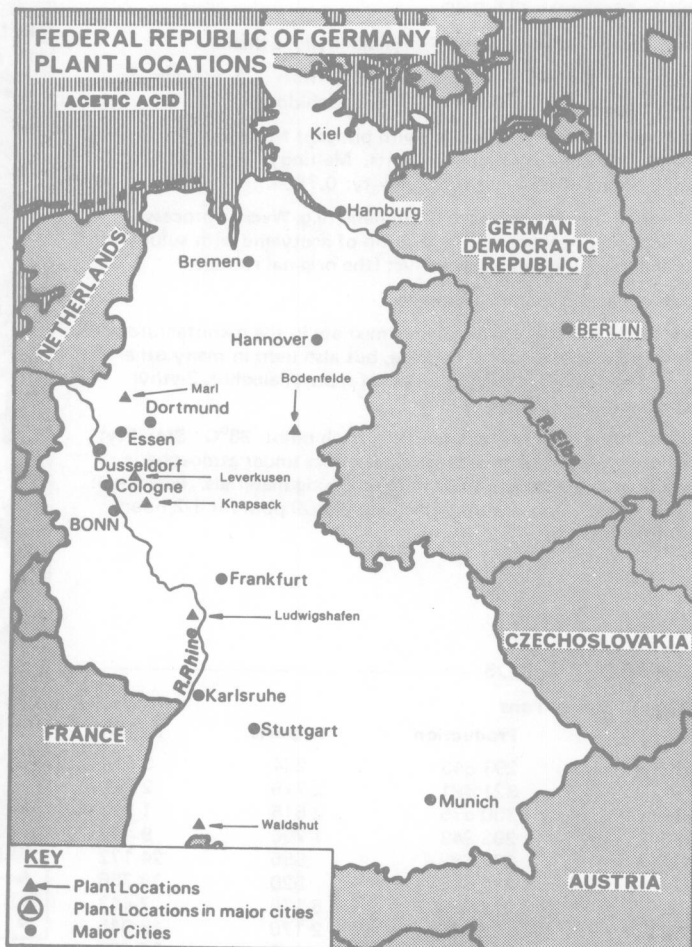 FEDERAL REPUBLIC OF GERMANY
PLANT LOCATIONS
ACETIC ACID
Kiel
Hamburg
GERMAN
DEMOCRATIC
REPUBLIC
NETHERLANDS
Bremen
BERLIN
Hannover
Bodenfelde
Marl
Dortmund
R.Elbe
Essen
Dusseldorf
Leverkusen
Cologne
Knapsack
BONN
Frankfurt
Ludwigshafen
R.Rhine
CZECHOSLOVAKIA
Karlsruhe
FRANCE
Stuttgart
Munich
Waldshut
KEY
Plant Locations
Plant Locations in major cities
Major Cities
AUSTRIA